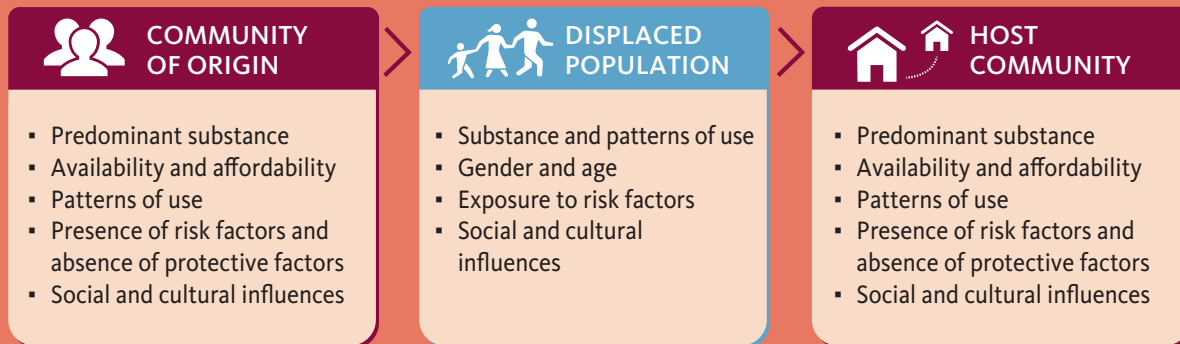 COMMUNITY
OF ORIGIN
▪ Predominant substance
▪ Availability and affordability
▪ Patterns of use
▪ Presence of risk factors and
absence of protective factors
▪ Social and cultural influences
DISPLACED
POPULATION
▪ Substance and patterns of use
▪ Gender and age
▪ Exposure to risk factors
▪ Social and cultural
influences
HOST
COMMUNITY
▪ Predominant substance
▪ Availability and affordability
▪ Patterns of use
▪ Presence of risk factors and
absence of protective factors
▪ Social and cultural influences